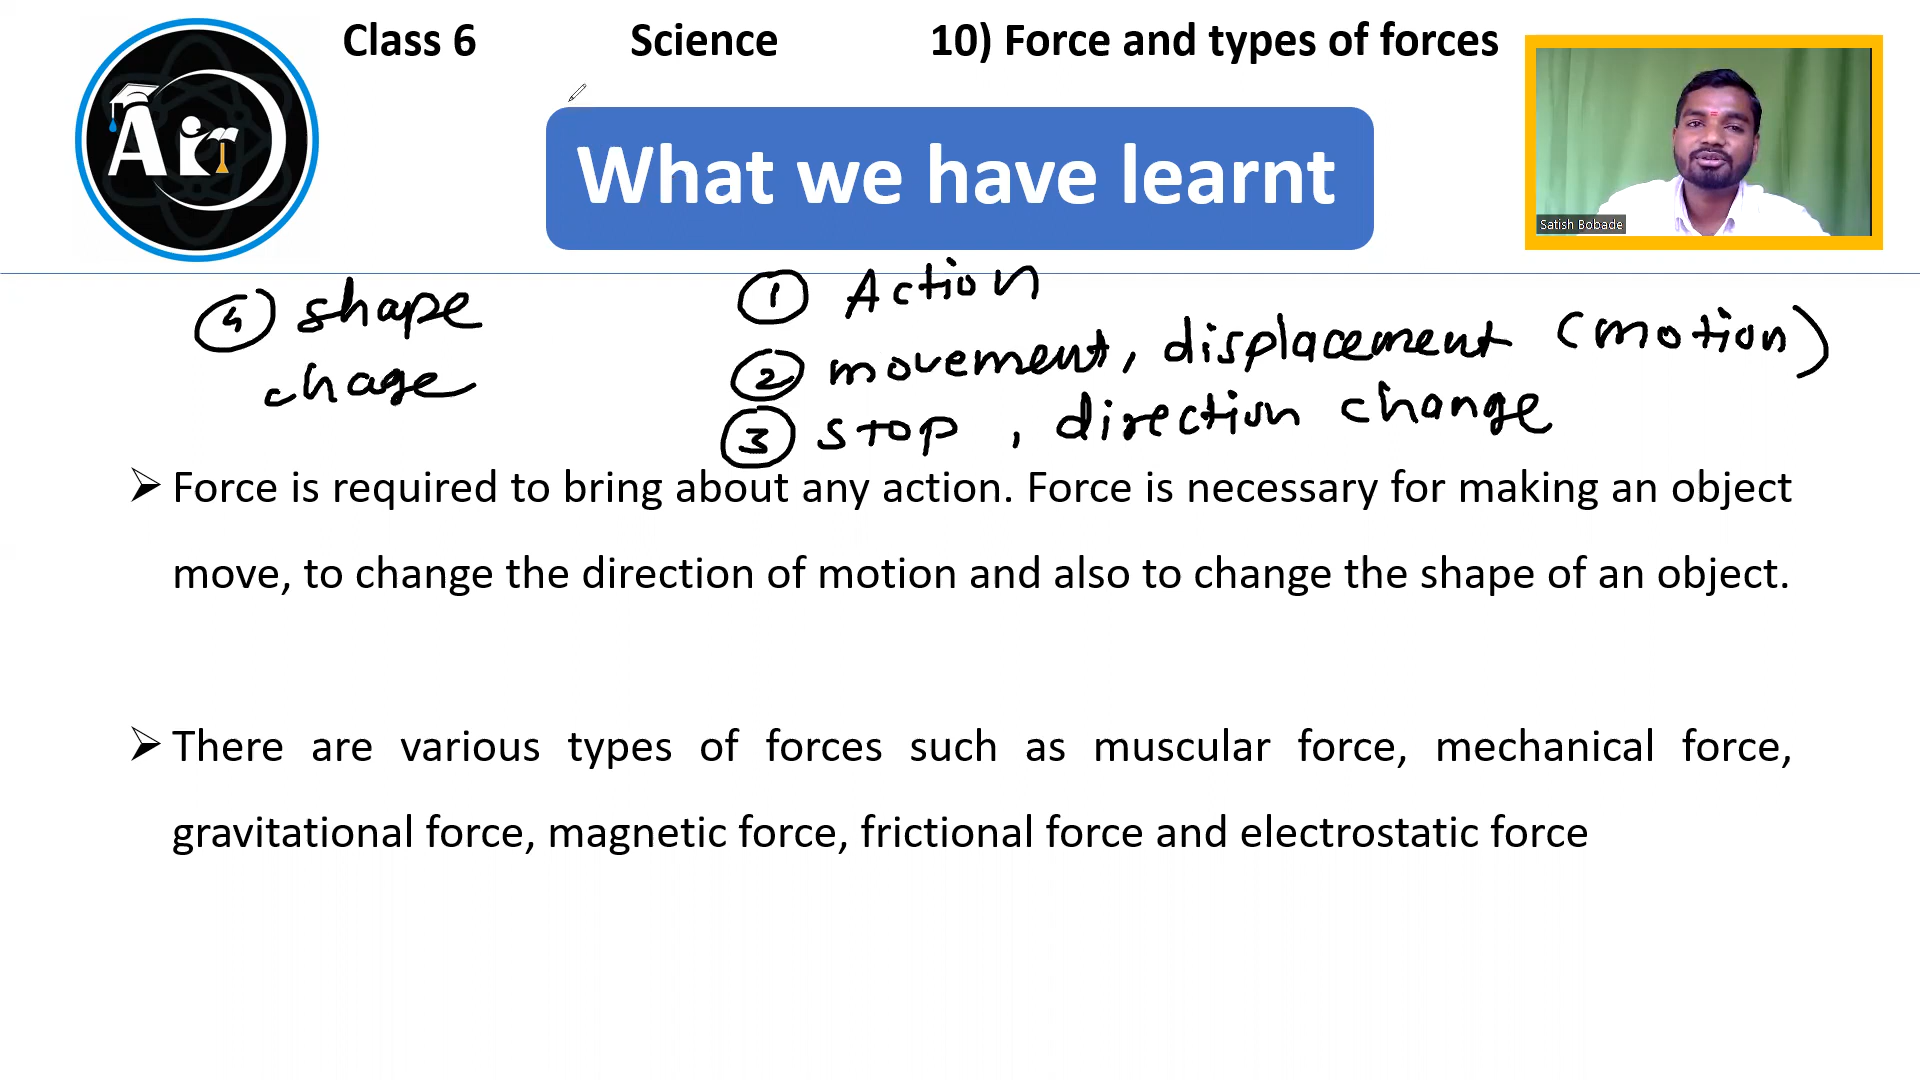 Class 6 Science 10) Force and types of forces
Air
What we have learnt
Satish Bobade
① Action
② movement, displacement (motion)
③ stop, direction change
④ shape
chage
➢ Force is required to bring about any action. Force is necessary for making an object
move, to change the direction of motion and also to change the shape of an object.
➢ There are various types of forces such as muscular force, mechanical force,
gravitational force, magnetic force, frictional force and electrostatic force